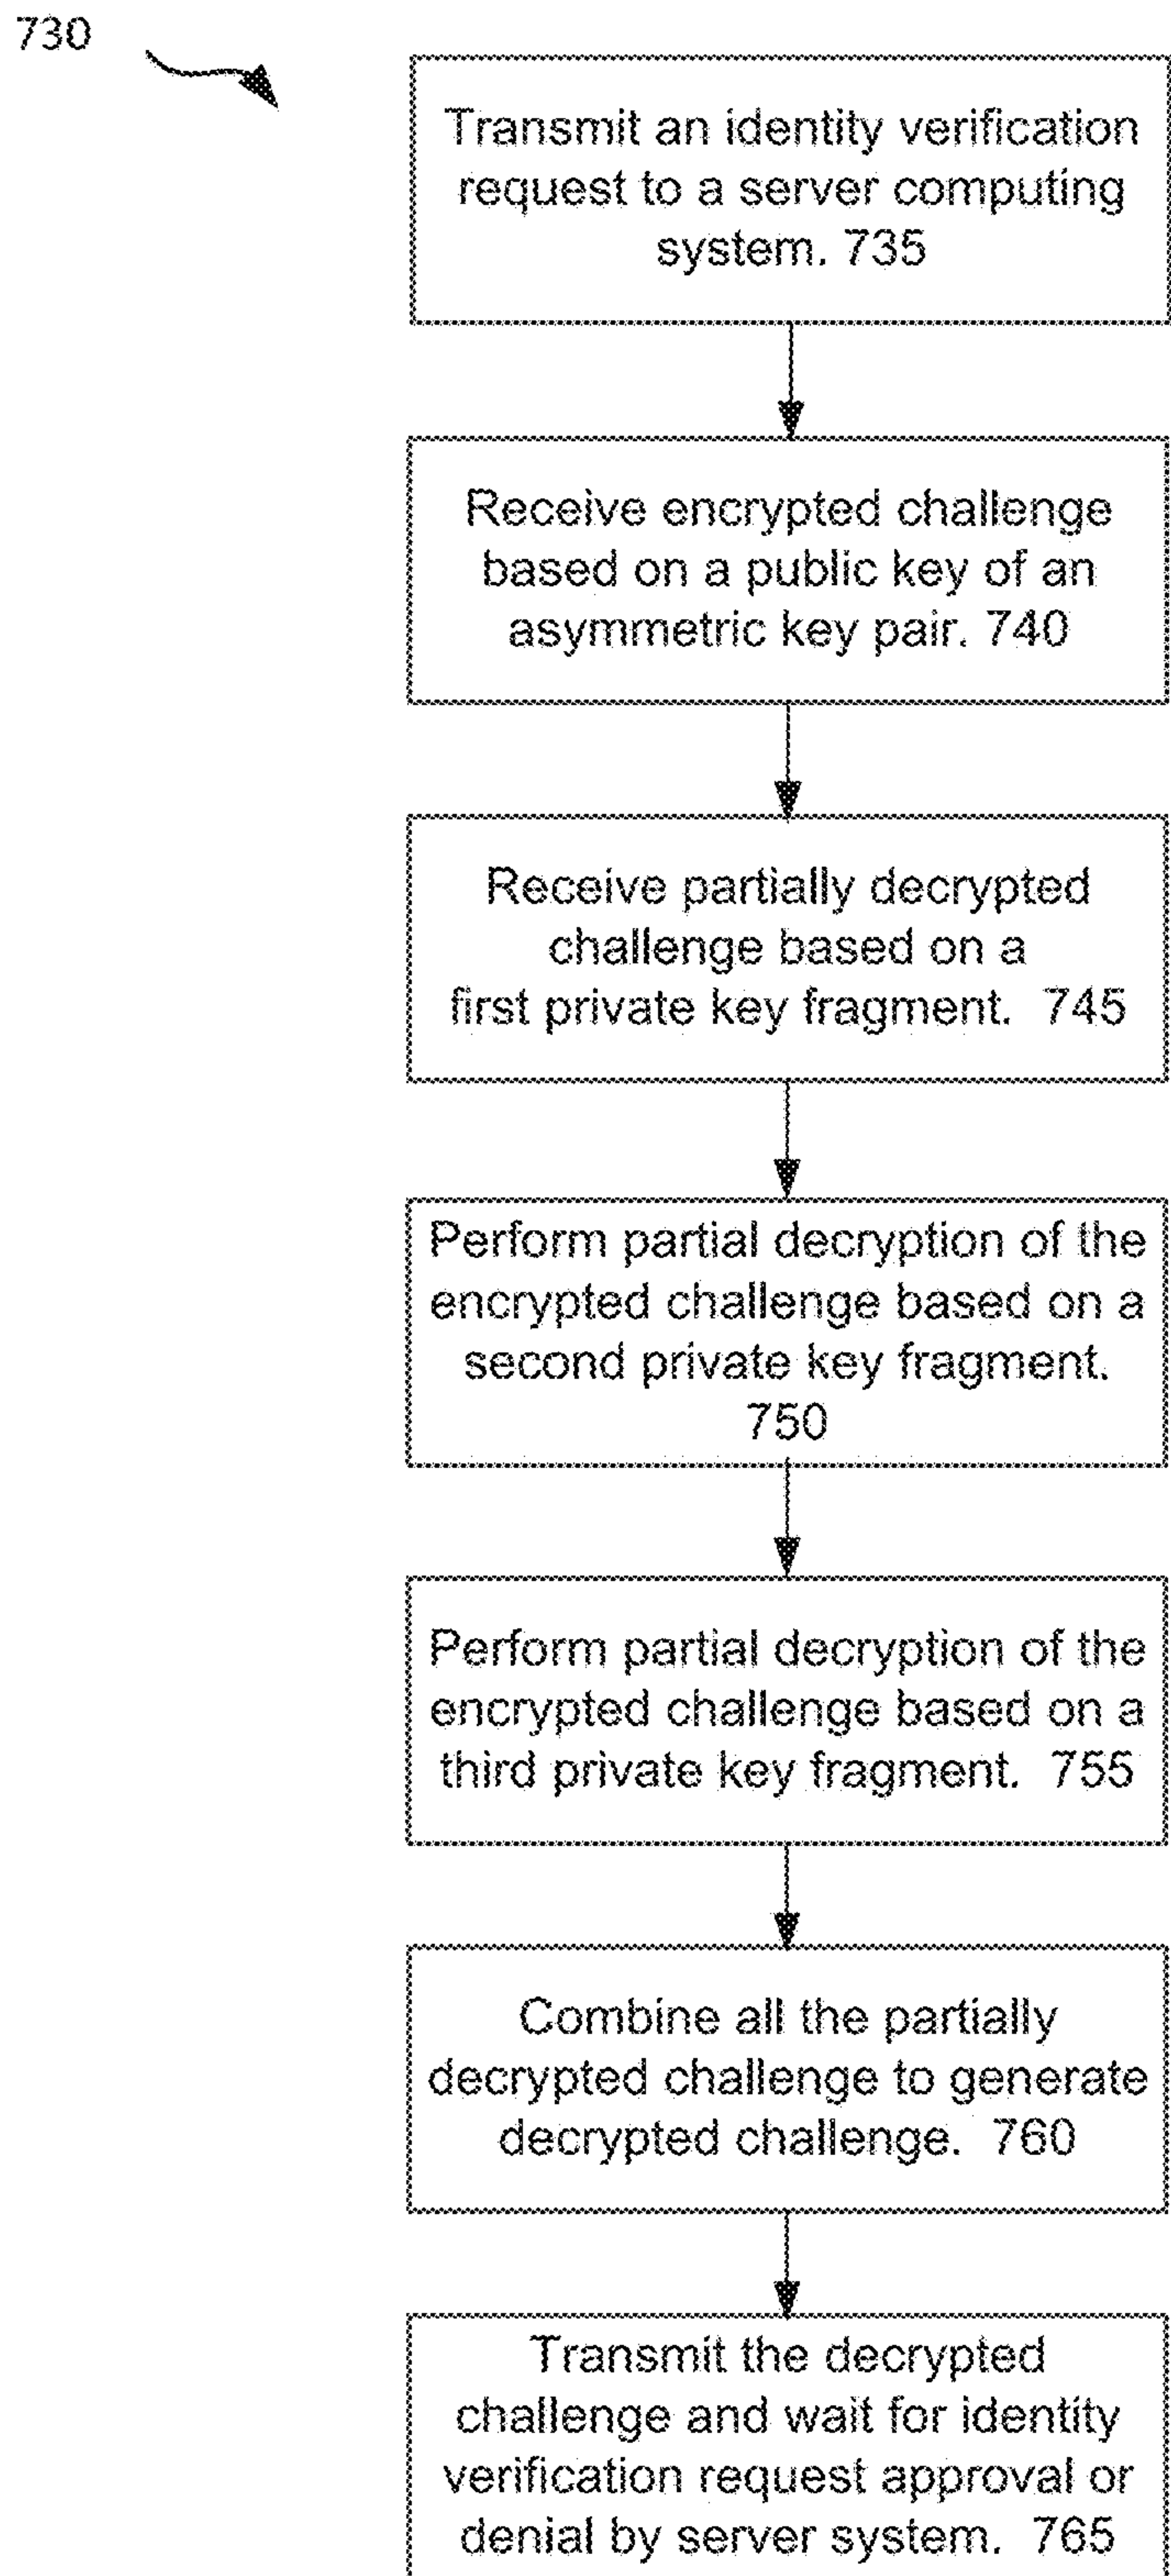 730
Transmit an identity verification
request to a server computing
system. 735
Receive encrypted challenge
based on a public key of an
asymmetric key pair. 740
Receive partially decrypted
challenge based on a
first private key fragment. 745
Perform partial decryption of the
encrypted challenge based on a
second private key fragment.
750
Perform partial decryption of the
encrypted challenge based on a
third private key fragment. 755
Combine all the partially
decrypted challenge to generate
decrypted challenge. 760
Transmit the decrypted
challenge and wait for identity
verification request approval or
denial by server system. 765